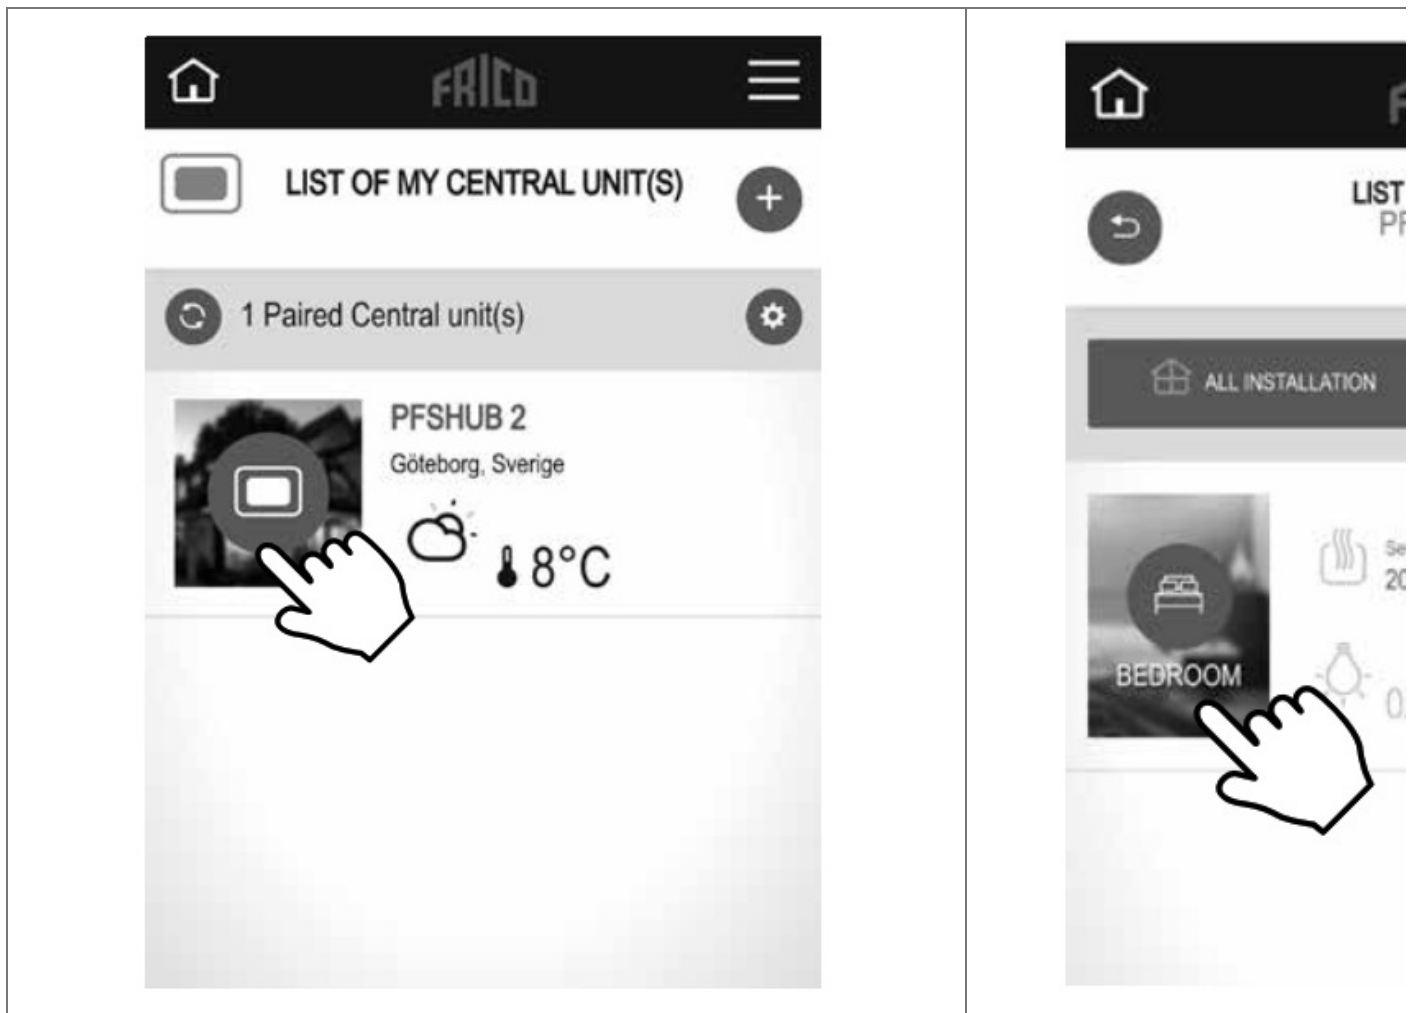 FRICO
LIST OF MY CENTRAL UNIT(S)
1 Paired Central unit(s)
PFSHUB 2
Göteborg, Sverige
8°C
LIST
ALL INSTALLATION
20
BEDROOM